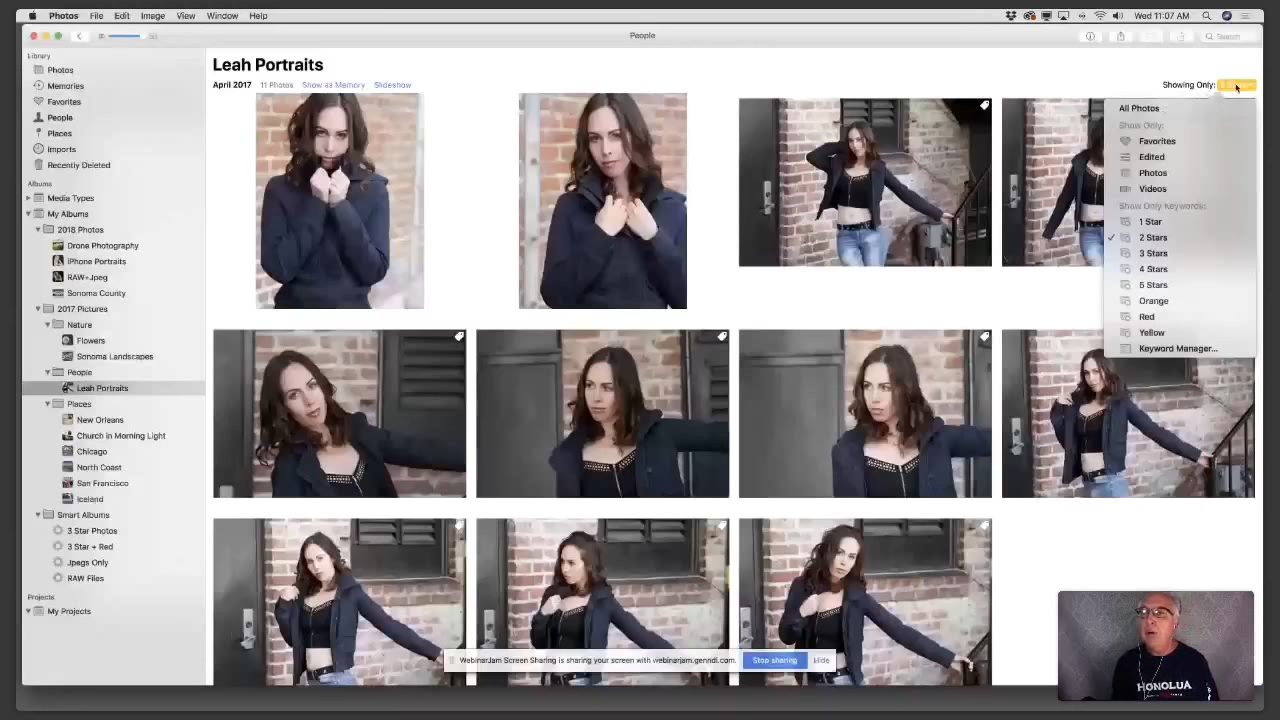 Photos File Edit Image View Window Help
Wed 11:07 AM
People
Search
Library
Photos
Memories
Favorites
People
Places
Imports
Recently Deleted
Albums
Media Types
My Albums
2018 Photos
Drone Photography
iPhone Portraits
RAW+Jpeg
Sonoma County
2017 Pictures
Nature
Flowers
Sonoma Landscapes
People
Leah Portraits
Places
New Orleans
Church in Morning Light
Chicago
North Coast
San Francisco
Iceland
Smart Albums
3 Star Photos
3 Star + Red
Jpegs Only
RAW Files
Projects
My Projects
Leah Portraits
April 2017 11 Photos Show as Memory Slideshow
Showing Only:
All Photos
Show Only:
Favorites
Edited
Photos
Videos
Show Only Keywords:
1 Star
2 Stars
3 Stars
4 Stars
5 Stars
Orange
Red
Yellow
Keyword Manager...
WebinarJam Screen Sharing is sharing your screen with webinarjam.genndi.com.
Stop sharing
Hide
HONOLUA